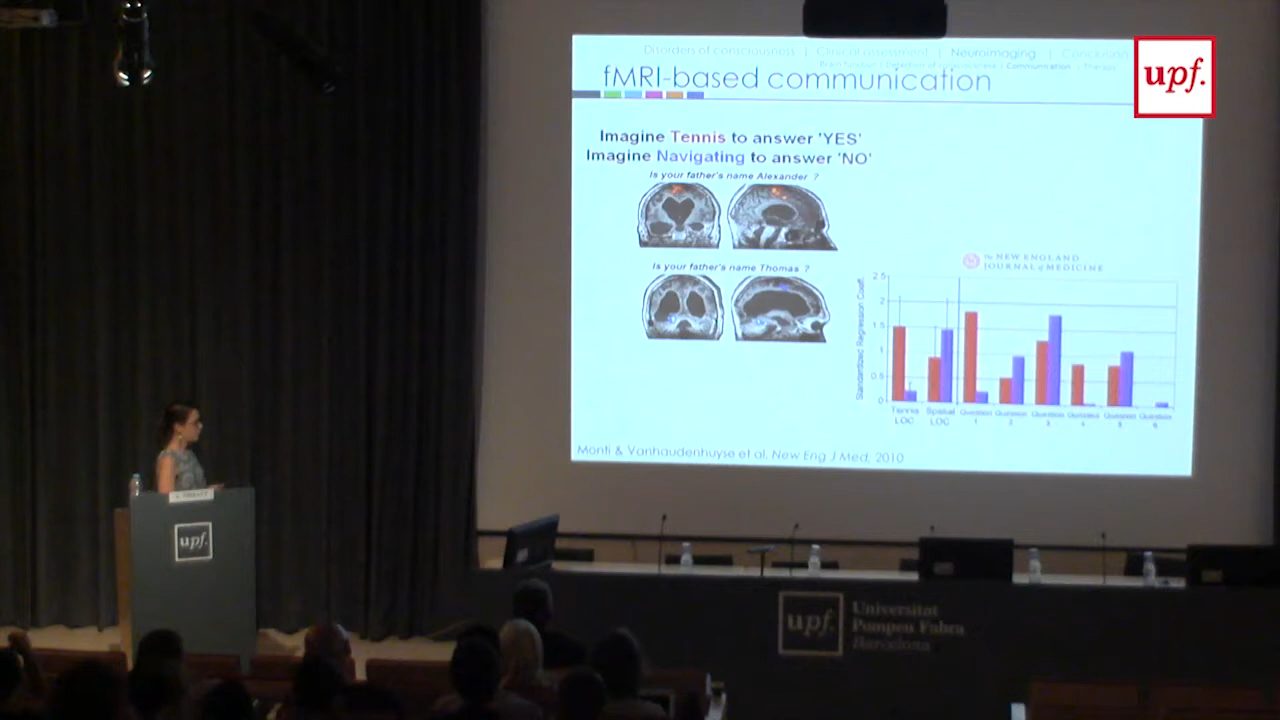 Disorders of consciousness | Clinical assessment | Neuroimaging | Conclusion
Communication
fMRI-based communication
upf.
Imagine Tennis to answer 'YES'
Imagine Navigating to answer 'NO'
Is your father's name Alexander ?
Is your father's name Thomas ?
The NEW ENGLAND
JOURNAL of MEDICINE
Standardized Regression Coeff.
2.5
2
1.5
1
0.5
0
Tennis LOC
Spatial LOC
Question 1
Question 2
Question 3
Question 4
Question 5
Question 6
Monti & Vanhaudenhuyse et al, New Eng J Med, 2010
upf.
upf.
Universitat
Pompeu Fabra
Barcelona